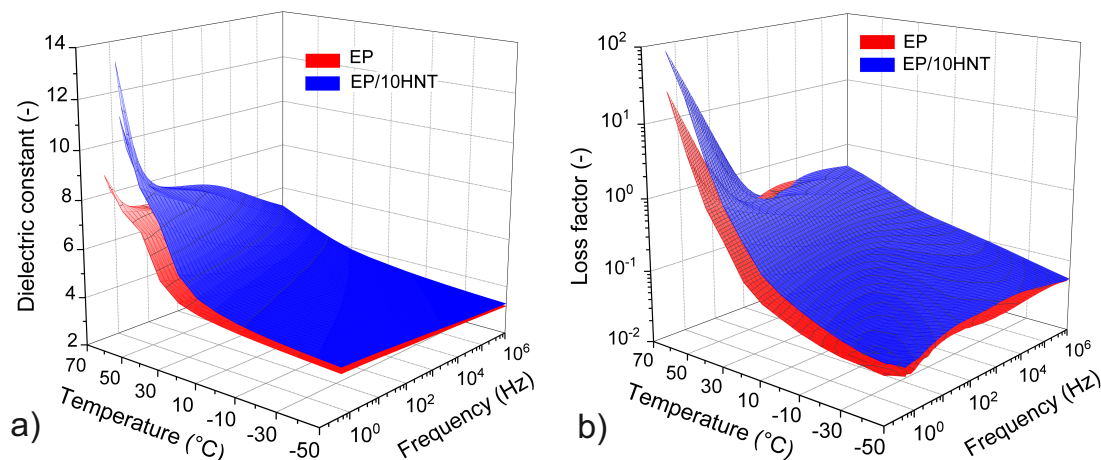 14
12
10
8
6
4
2
Dielectric constant (-)
EP
EP/10HNT
70
50
30
10
-10
-30
-50
Temperature (°C)
10⁰
10²
10⁴
10⁶
Frequency (Hz)
a)
10²
10¹
10⁰
10⁻¹
10⁻²
Loss factor (-)
EP
EP/10HNT
70
50
30
10
-10
-30
-50
Temperature (°C)
10⁰
10²
10⁴
10⁶
Frequency (Hz)
b)